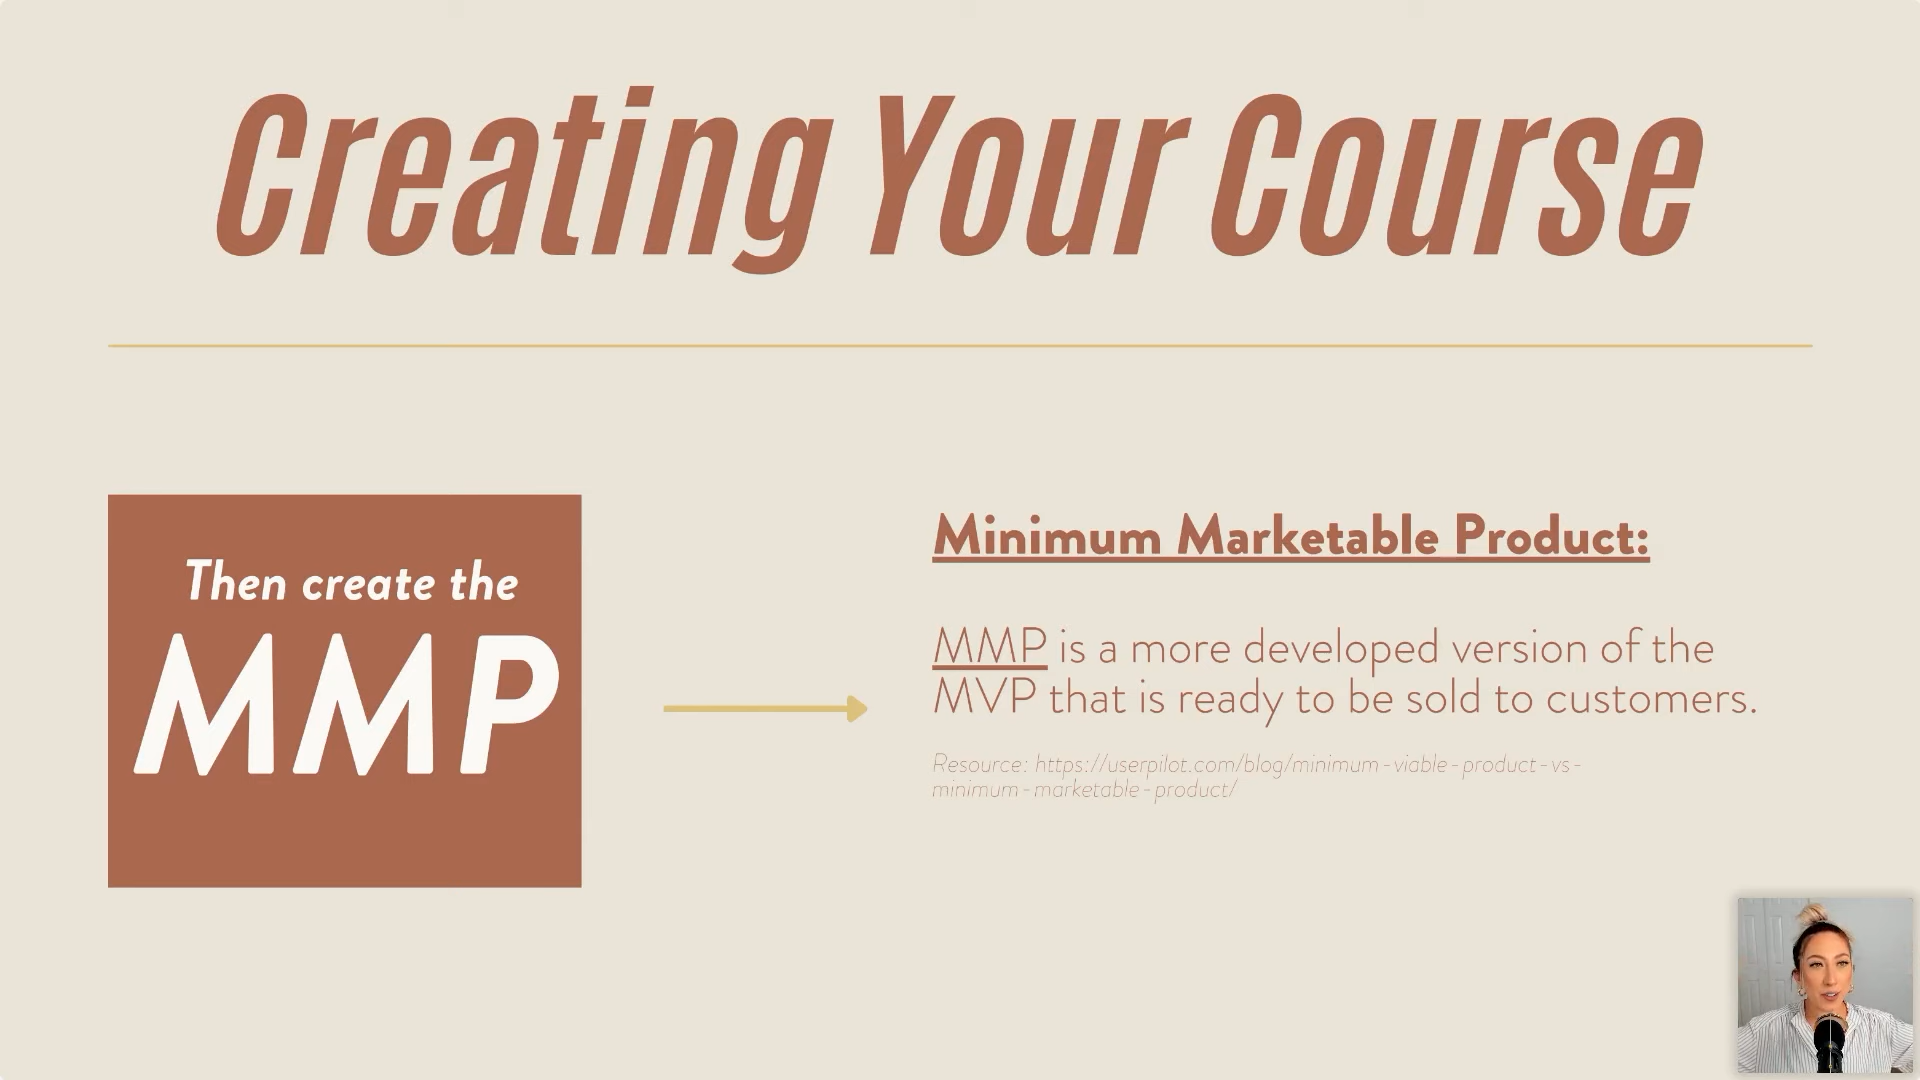 Creating Your Course
Then create the
MMP
Minimum Marketable Product:
MMP is a more developed version of the
MVP that is ready to be sold to customers.
Resource: https://userpilot.com/blog/minimum-viable-product-vs-
minimum-marketable-product/